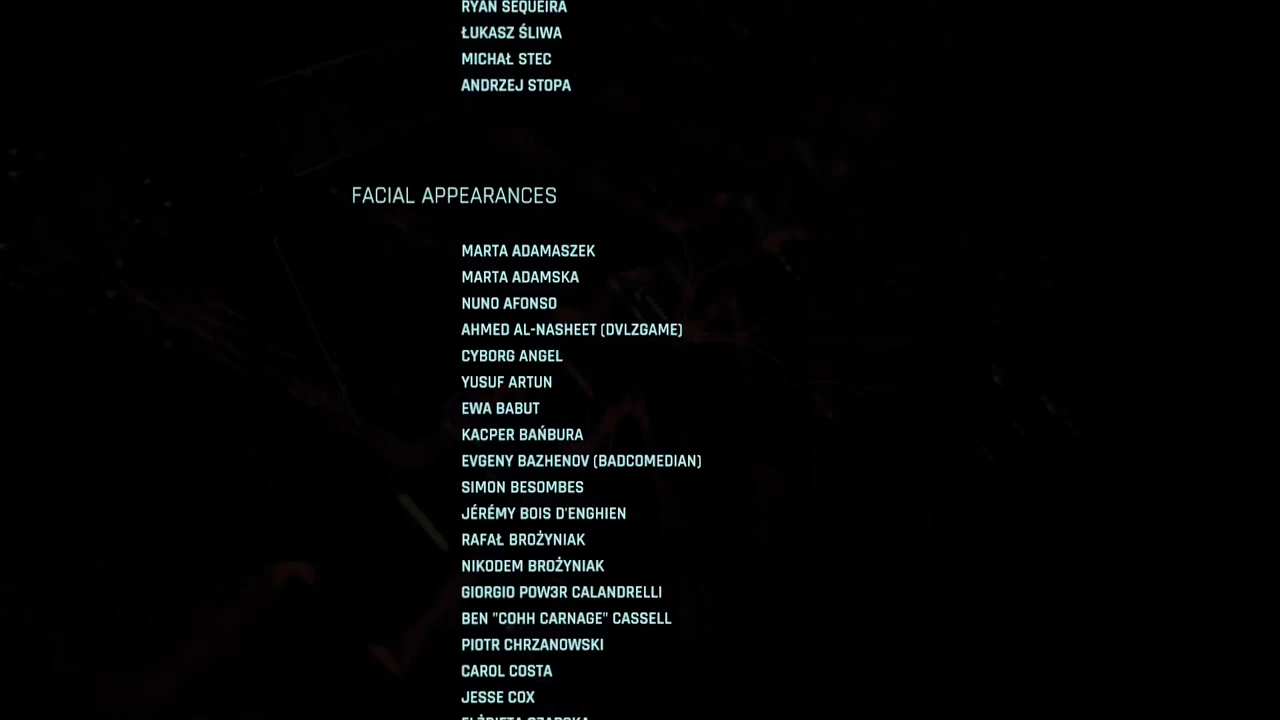 RYAN SEQUEIRA
ŁUKASZ ŚLIWA
MICHAŁ STEC
ANDRZEJ STOPA
FACIAL APPEARANCES
MARTA ADAMASZEK
MARTA ADAMSKA
NUNO AFONSO
AHMED AL-NASHEET (DVLZGAME)
CYBORG ANGEL
YUSUF ARTUN
EWA BABUT
KACPER BAŃBURA
EVGENY BAZHENOV (BADCOMEDIAN)
SIMON BESOMBES
JÉRÉMY BOIS D'ENGHIEN
RAFAŁ BROŻYNIAK
NIKODEM BROŻYNIAK
GIORGIO POW3R CALANDRELLI
BEN "COHH CARNAGE" CASSELL
PIOTR CHRZANOWSKI
CAROL COSTA
JESSE COX